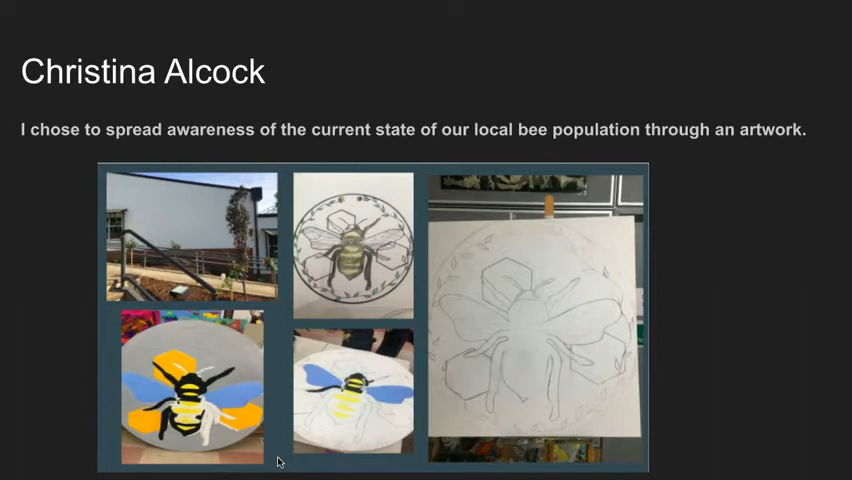 Christina Alcock
I chose to spread awareness of the current state of our local bee population through an artwork.